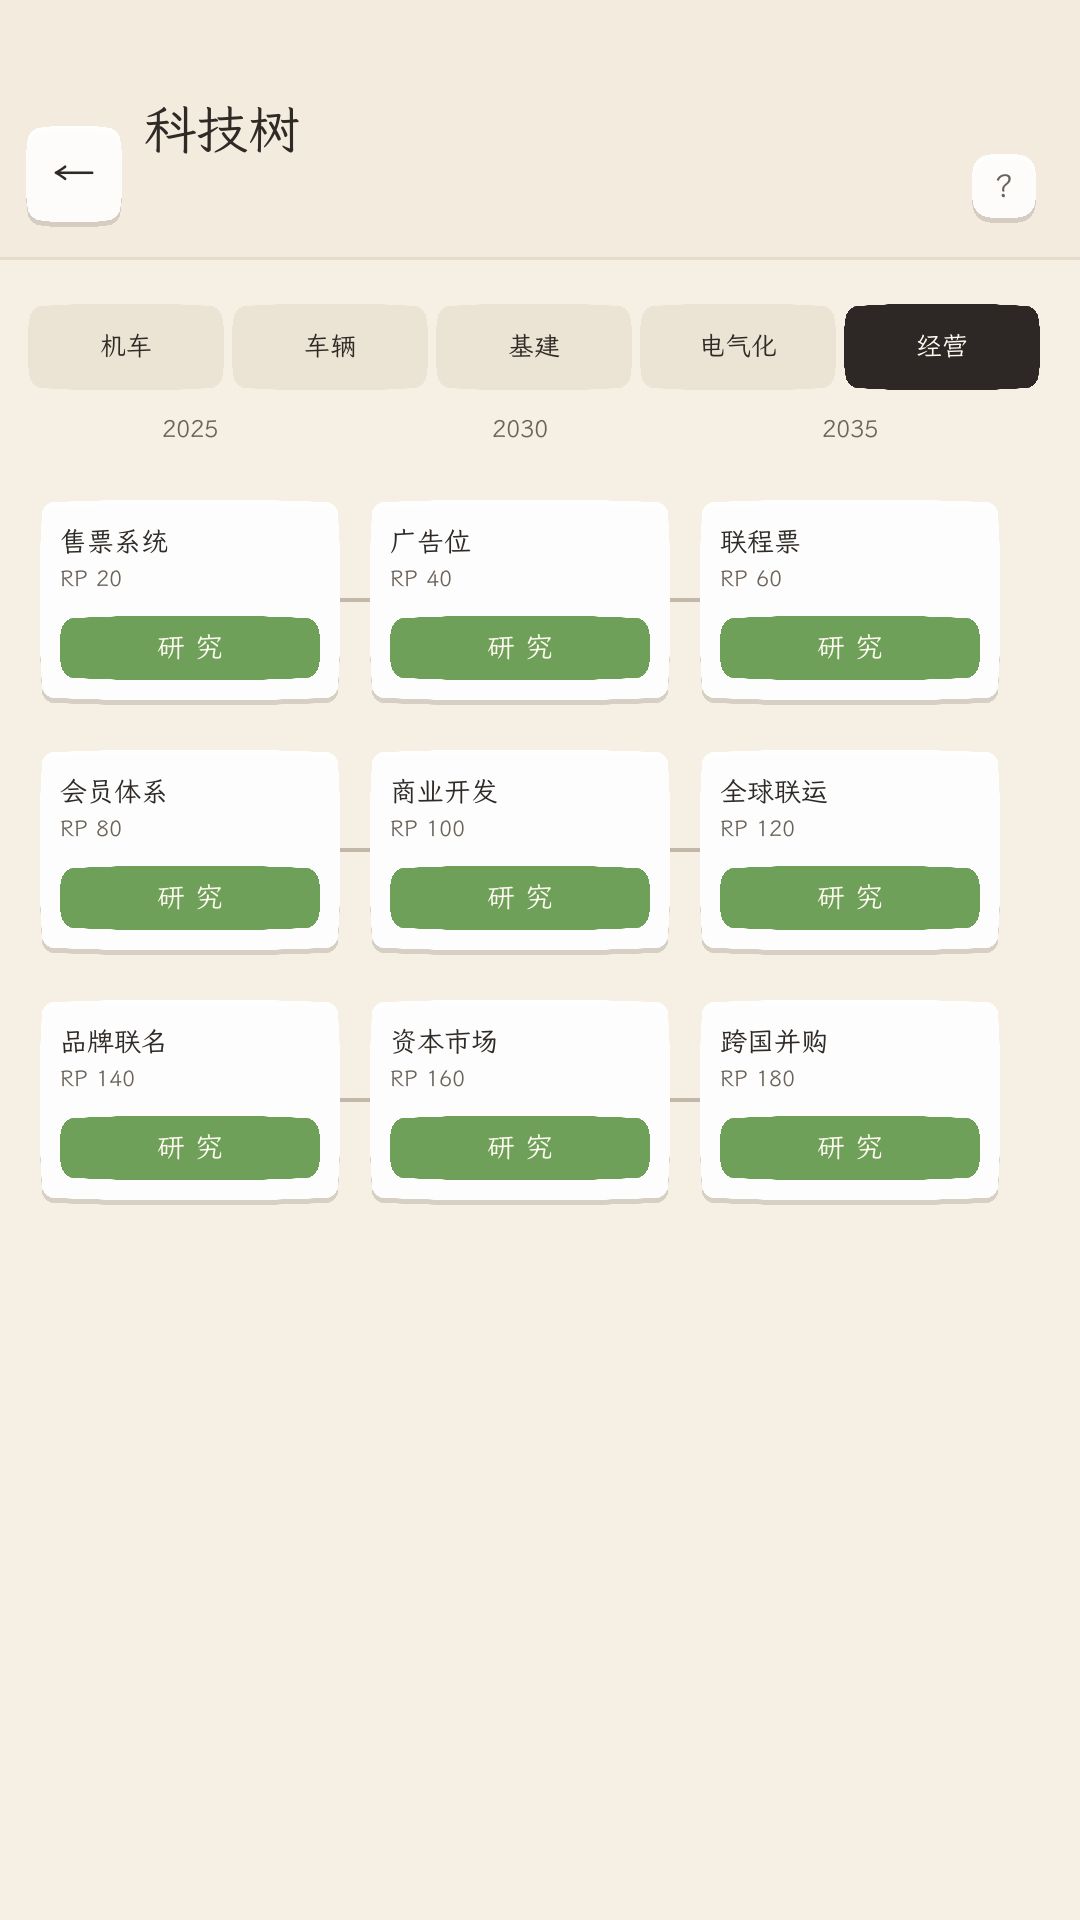 科技树
←
?
机车 车辆 基建 电气化 经营
2025 2030 2035
售票系统 广告位 联程票
RP 20 RP 40 RP 60
研究 研究 研究
会员体系 商业开发 全球联运
RP 80 RP 100 RP 120
研究 研究 研究
品牌联名 资本市场 跨国并购
RP 140 RP 160 RP 180
研究 研究 研究